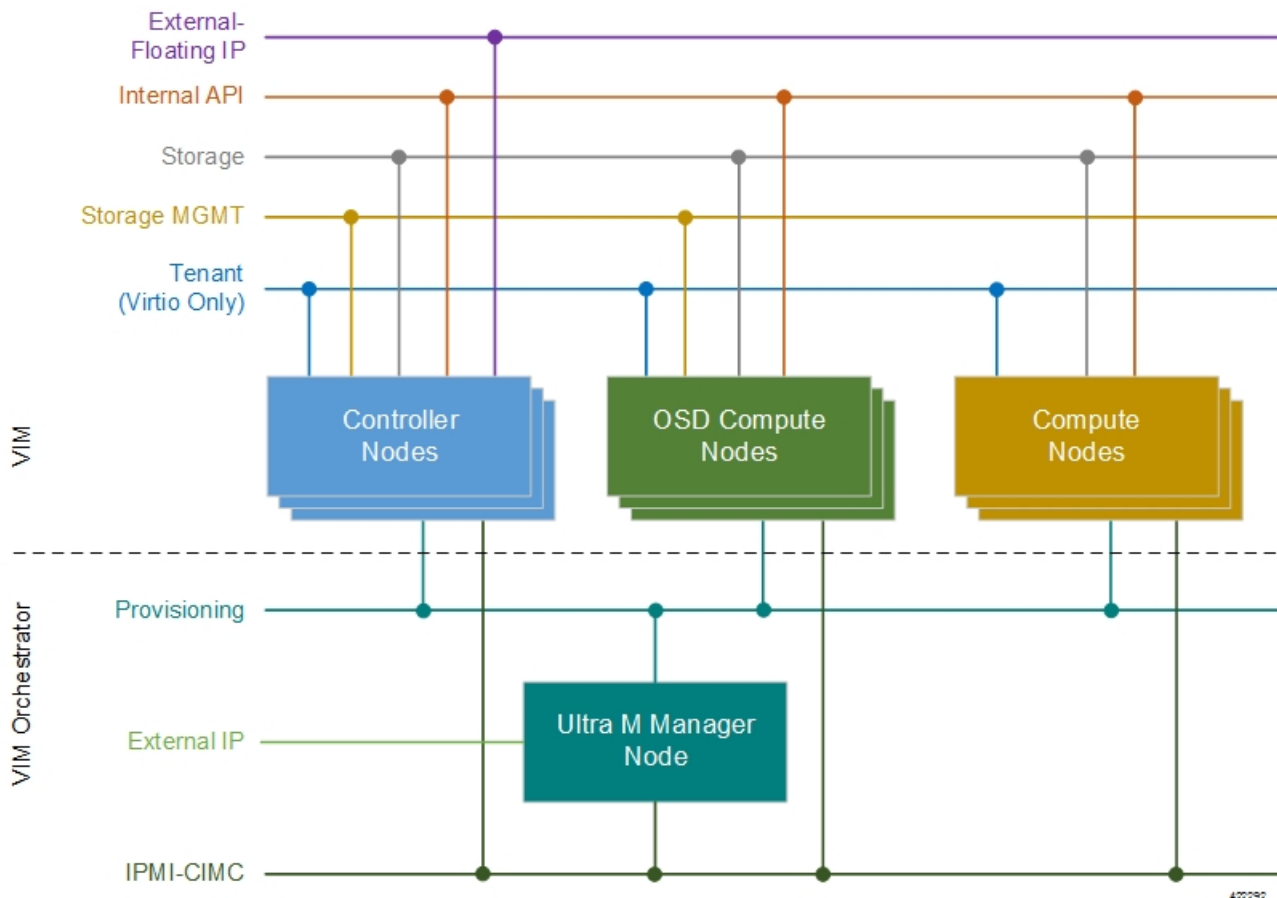 External-
Floating IP
Internal API
Storage
Storage MGMT
Tenant
(Virtio Only)
Controller
Nodes
OSD Compute
Nodes
Compute
Nodes
VIM
Provisioning
Ultra M Manager
Node
External IP
VIM Orchestrator
IPMI-CIMC